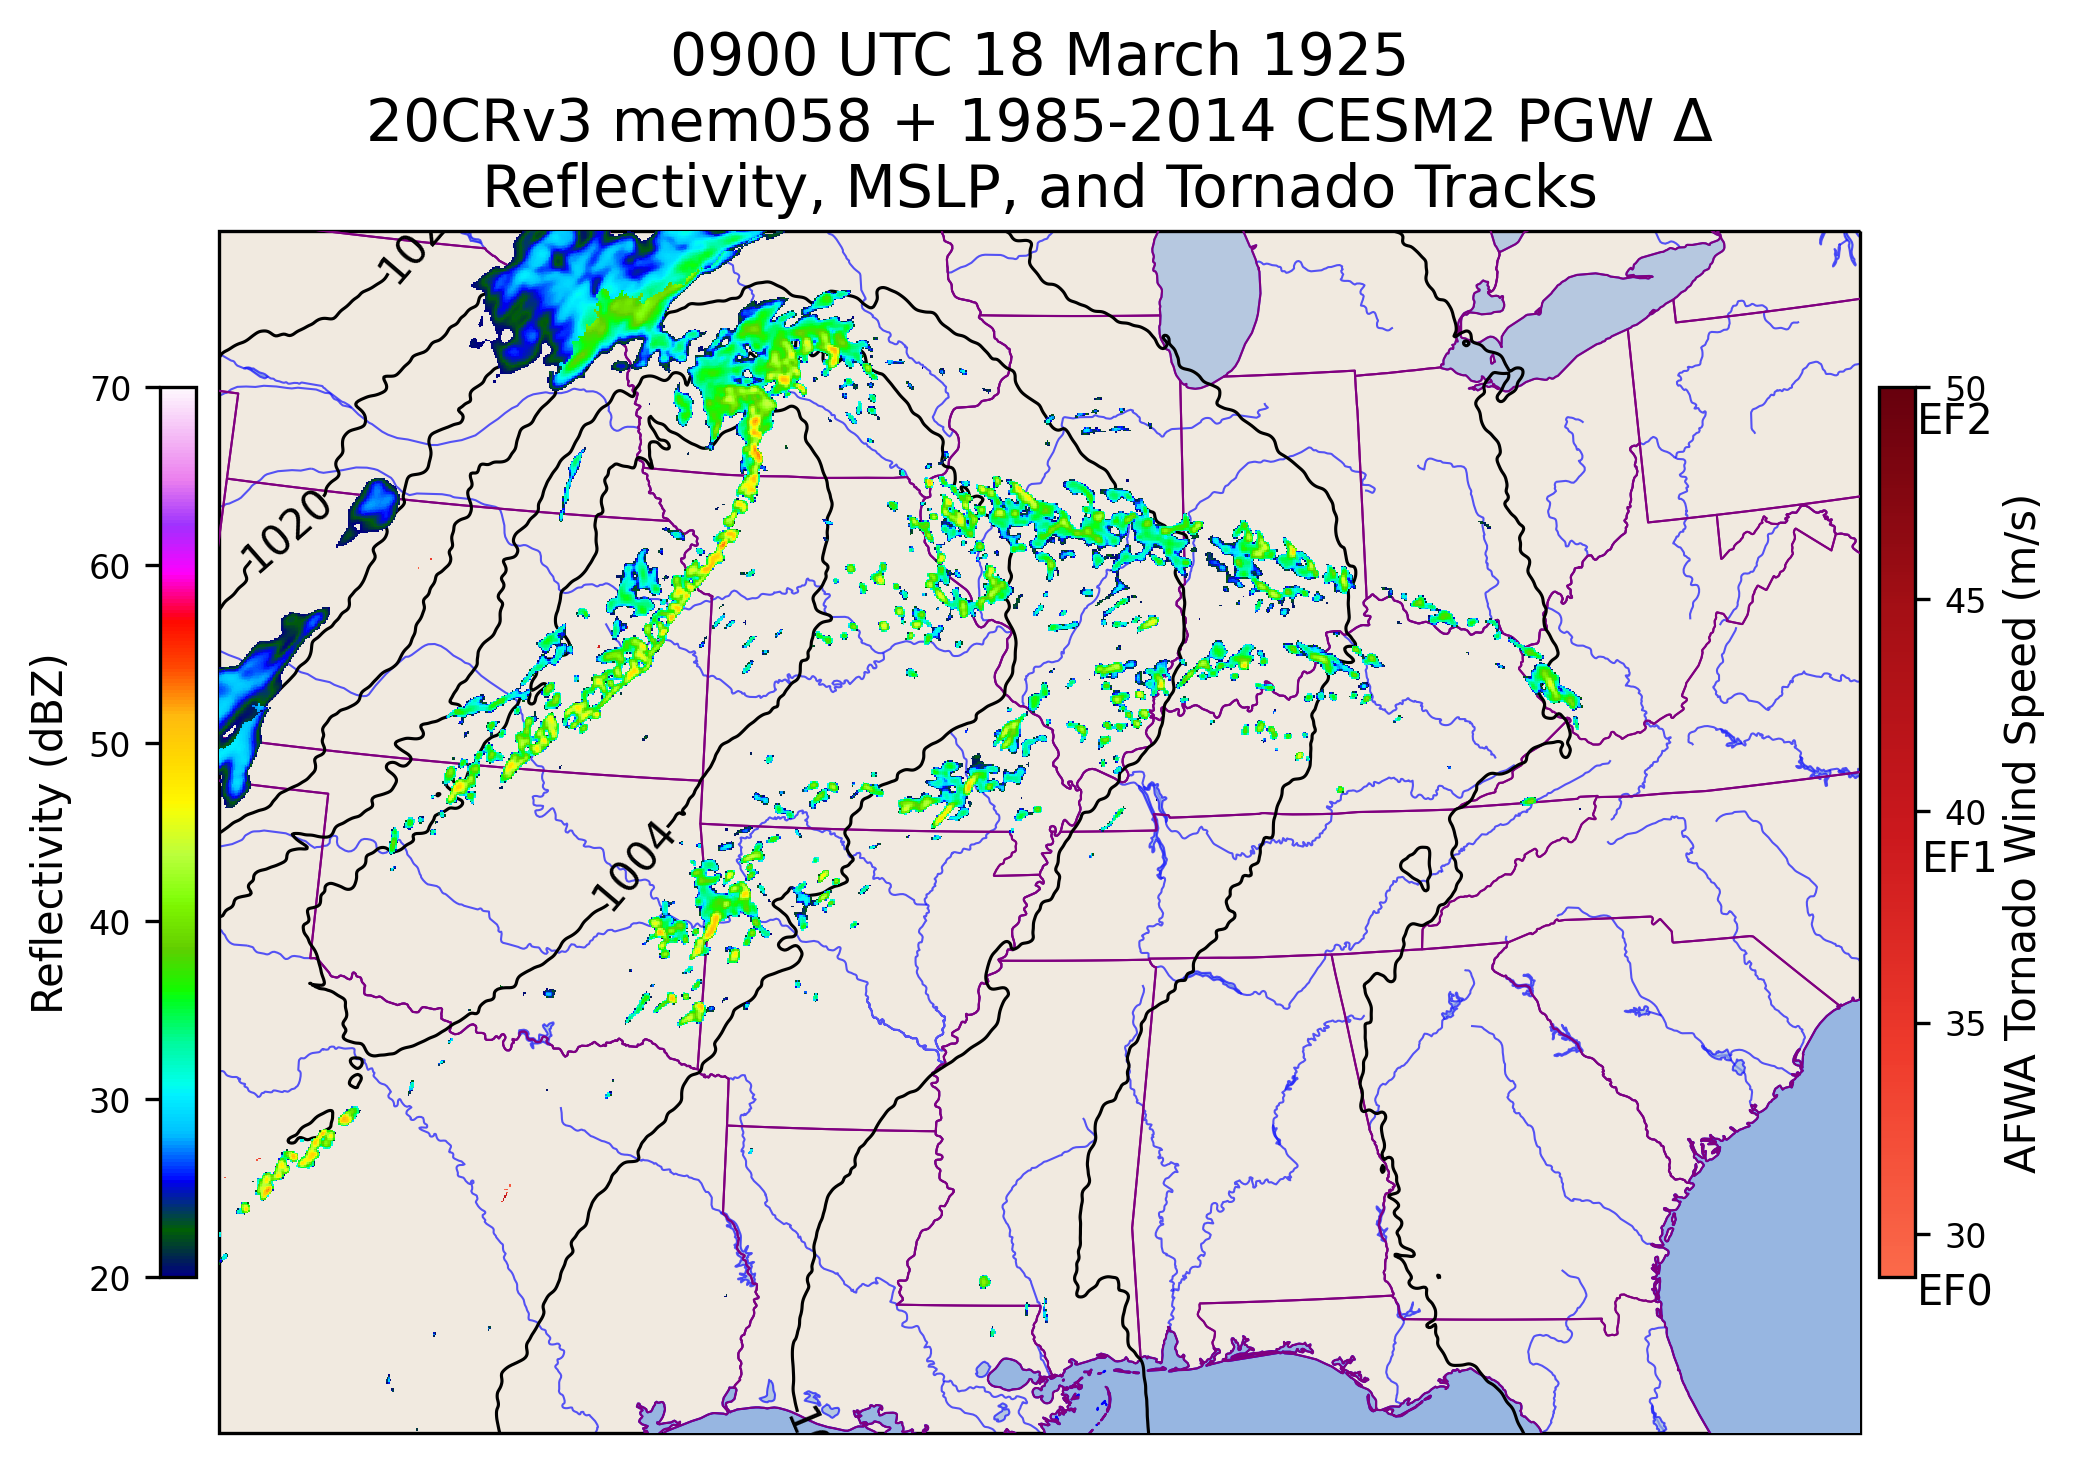 0900 UTC 18 March 1925
20CRv3 mem058 + 1985-2014 CESM2 PGW Δ
Reflectivity, MSLP, and Tornado Tracks
1020
1004
70
60
50
40
30
20
Reflectivity (dBZ)
50
EF2
45
40
EF1
35
30
EF0
AFWA Tornado Wind Speed (m/s)